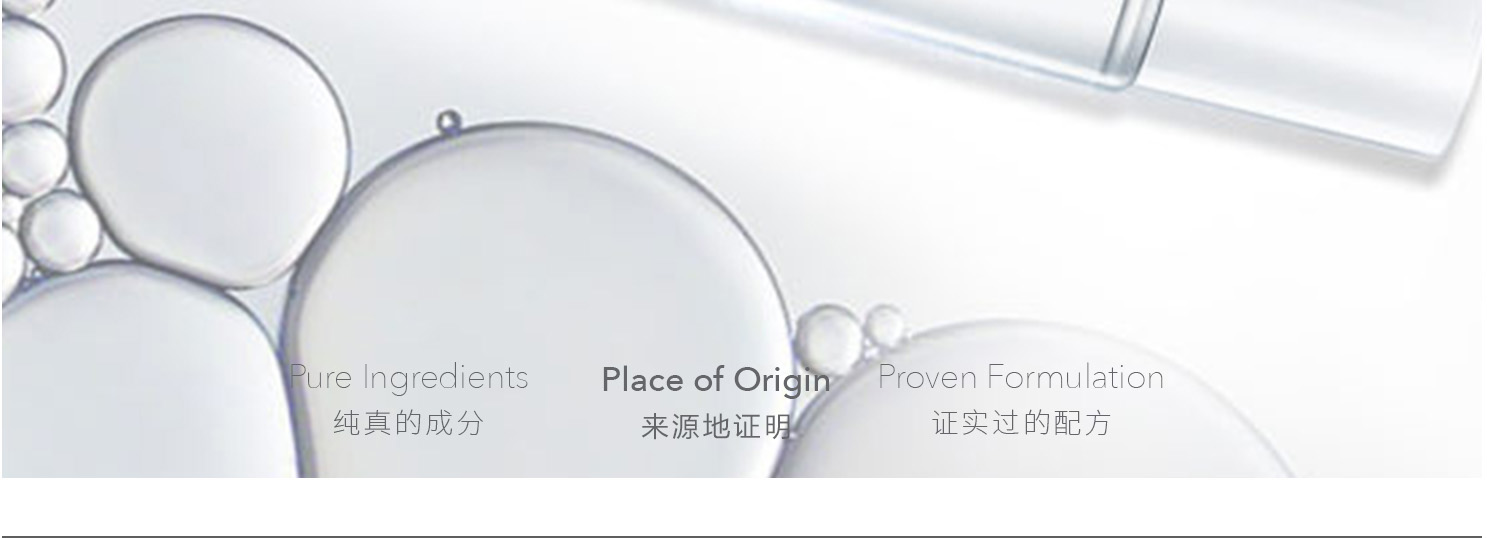 Pure Ingredients
纯真的成分
Place of Origin
来源地证明
Proven Formulation
证实过的配方